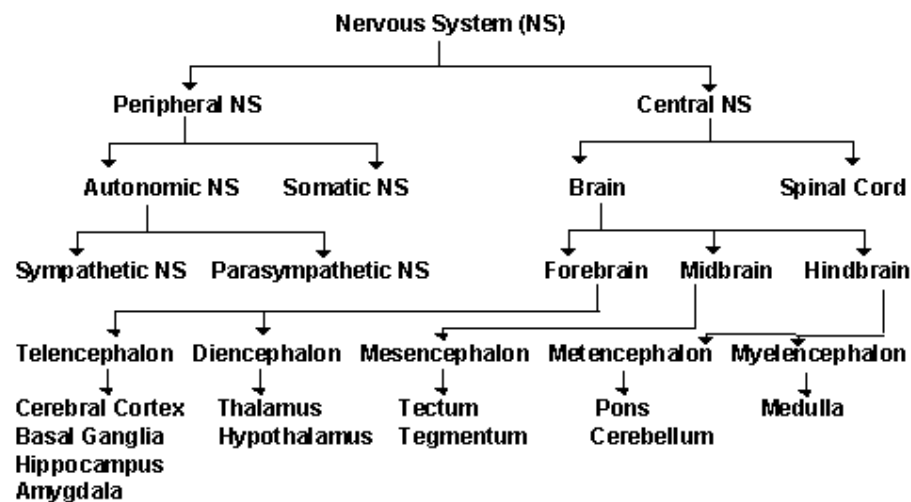 Nervous System (NS)
Peripheral NS
Central NS
Autonomic NS
Somatic NS
Brain
Spinal Cord
Sympathetic NS
Parasympathetic NS
Forebrain
Midbrain
Hindbrain
Telencephalon
Diencephalon
Mesencephalon
Metencephalon
Myelencephalon
Cerebral Cortex
Basal Ganglia
Hippocampus
Amygdala
Thalamus
Hypothalamus
Tectum
Tegmentum
Pons
Cerebellum
Medulla